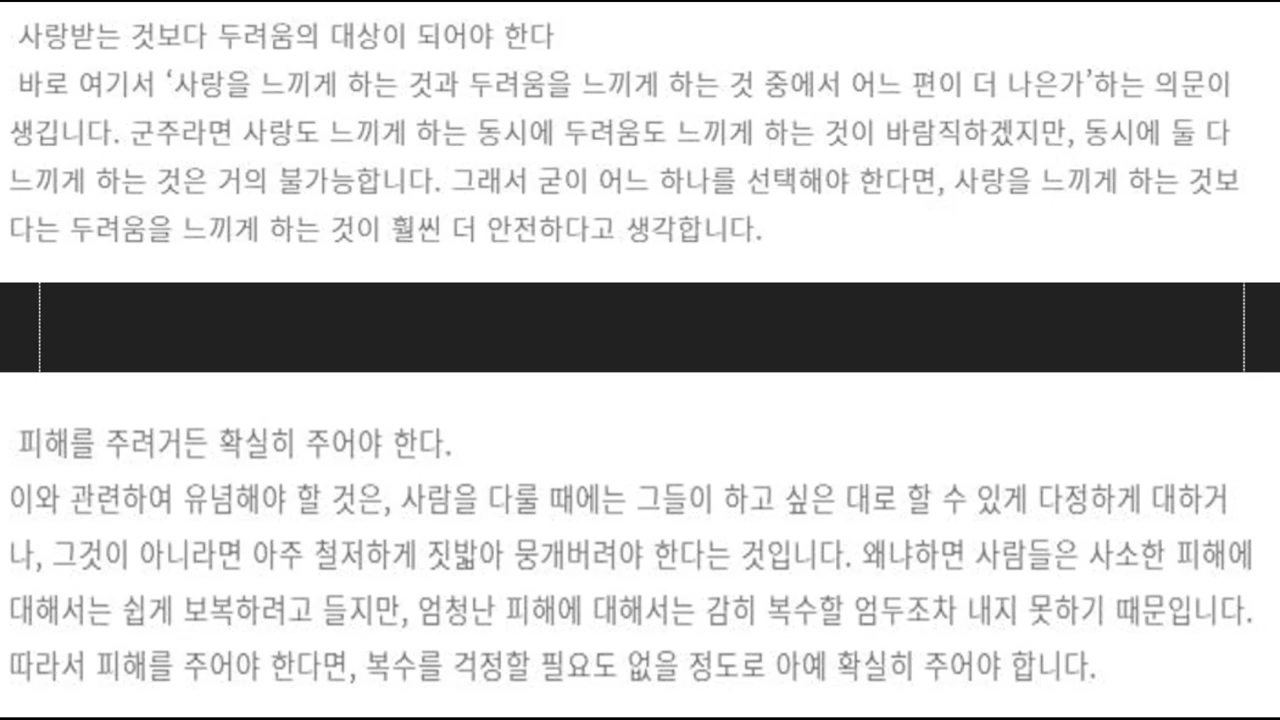 사랑받는 것보다 두려움의 대상이 되어야 한다
바로 여기서 ‘사랑을 느끼게 하는 것과 두려움을 느끼게 하는 것 중에서 어느 편이 더 나은가’하는 의문이
생깁니다. 군주라면 사랑도 느끼게 하는 동시에 두려움도 느끼게 하는 것이 바람직하겠지만, 동시에 둘 다
느끼게 하는 것은 거의 불가능합니다. 그래서 굳이 어느 하나를 선택해야 한다면, 사랑을 느끼게 하는 것보
다는 두려움을 느끼게 하는 것이 훨씬 더 안전하다고 생각합니다.
피해를 주려거든 확실히 주어야 한다.
이와 관련하여 유념해야 할 것은, 사람을 다룰 때에는 그들이 하고 싶은 대로 할 수 있게 다정하게 대하거
나, 그것이 아니라면 아주 철저하게 짓밟아 뭉개버려야 한다는 것입니다. 왜냐하면 사람들은 사소한 피해에
대해서는 쉽게 보복하려고 들지만, 엄청난 피해에 대해서는 감히 복수할 엄두조차 내지 못하기 때문입니다.
따라서 피해를 주어야 한다면, 복수를 걱정할 필요도 없을 정도로 아예 확실히 주어야 합니다.